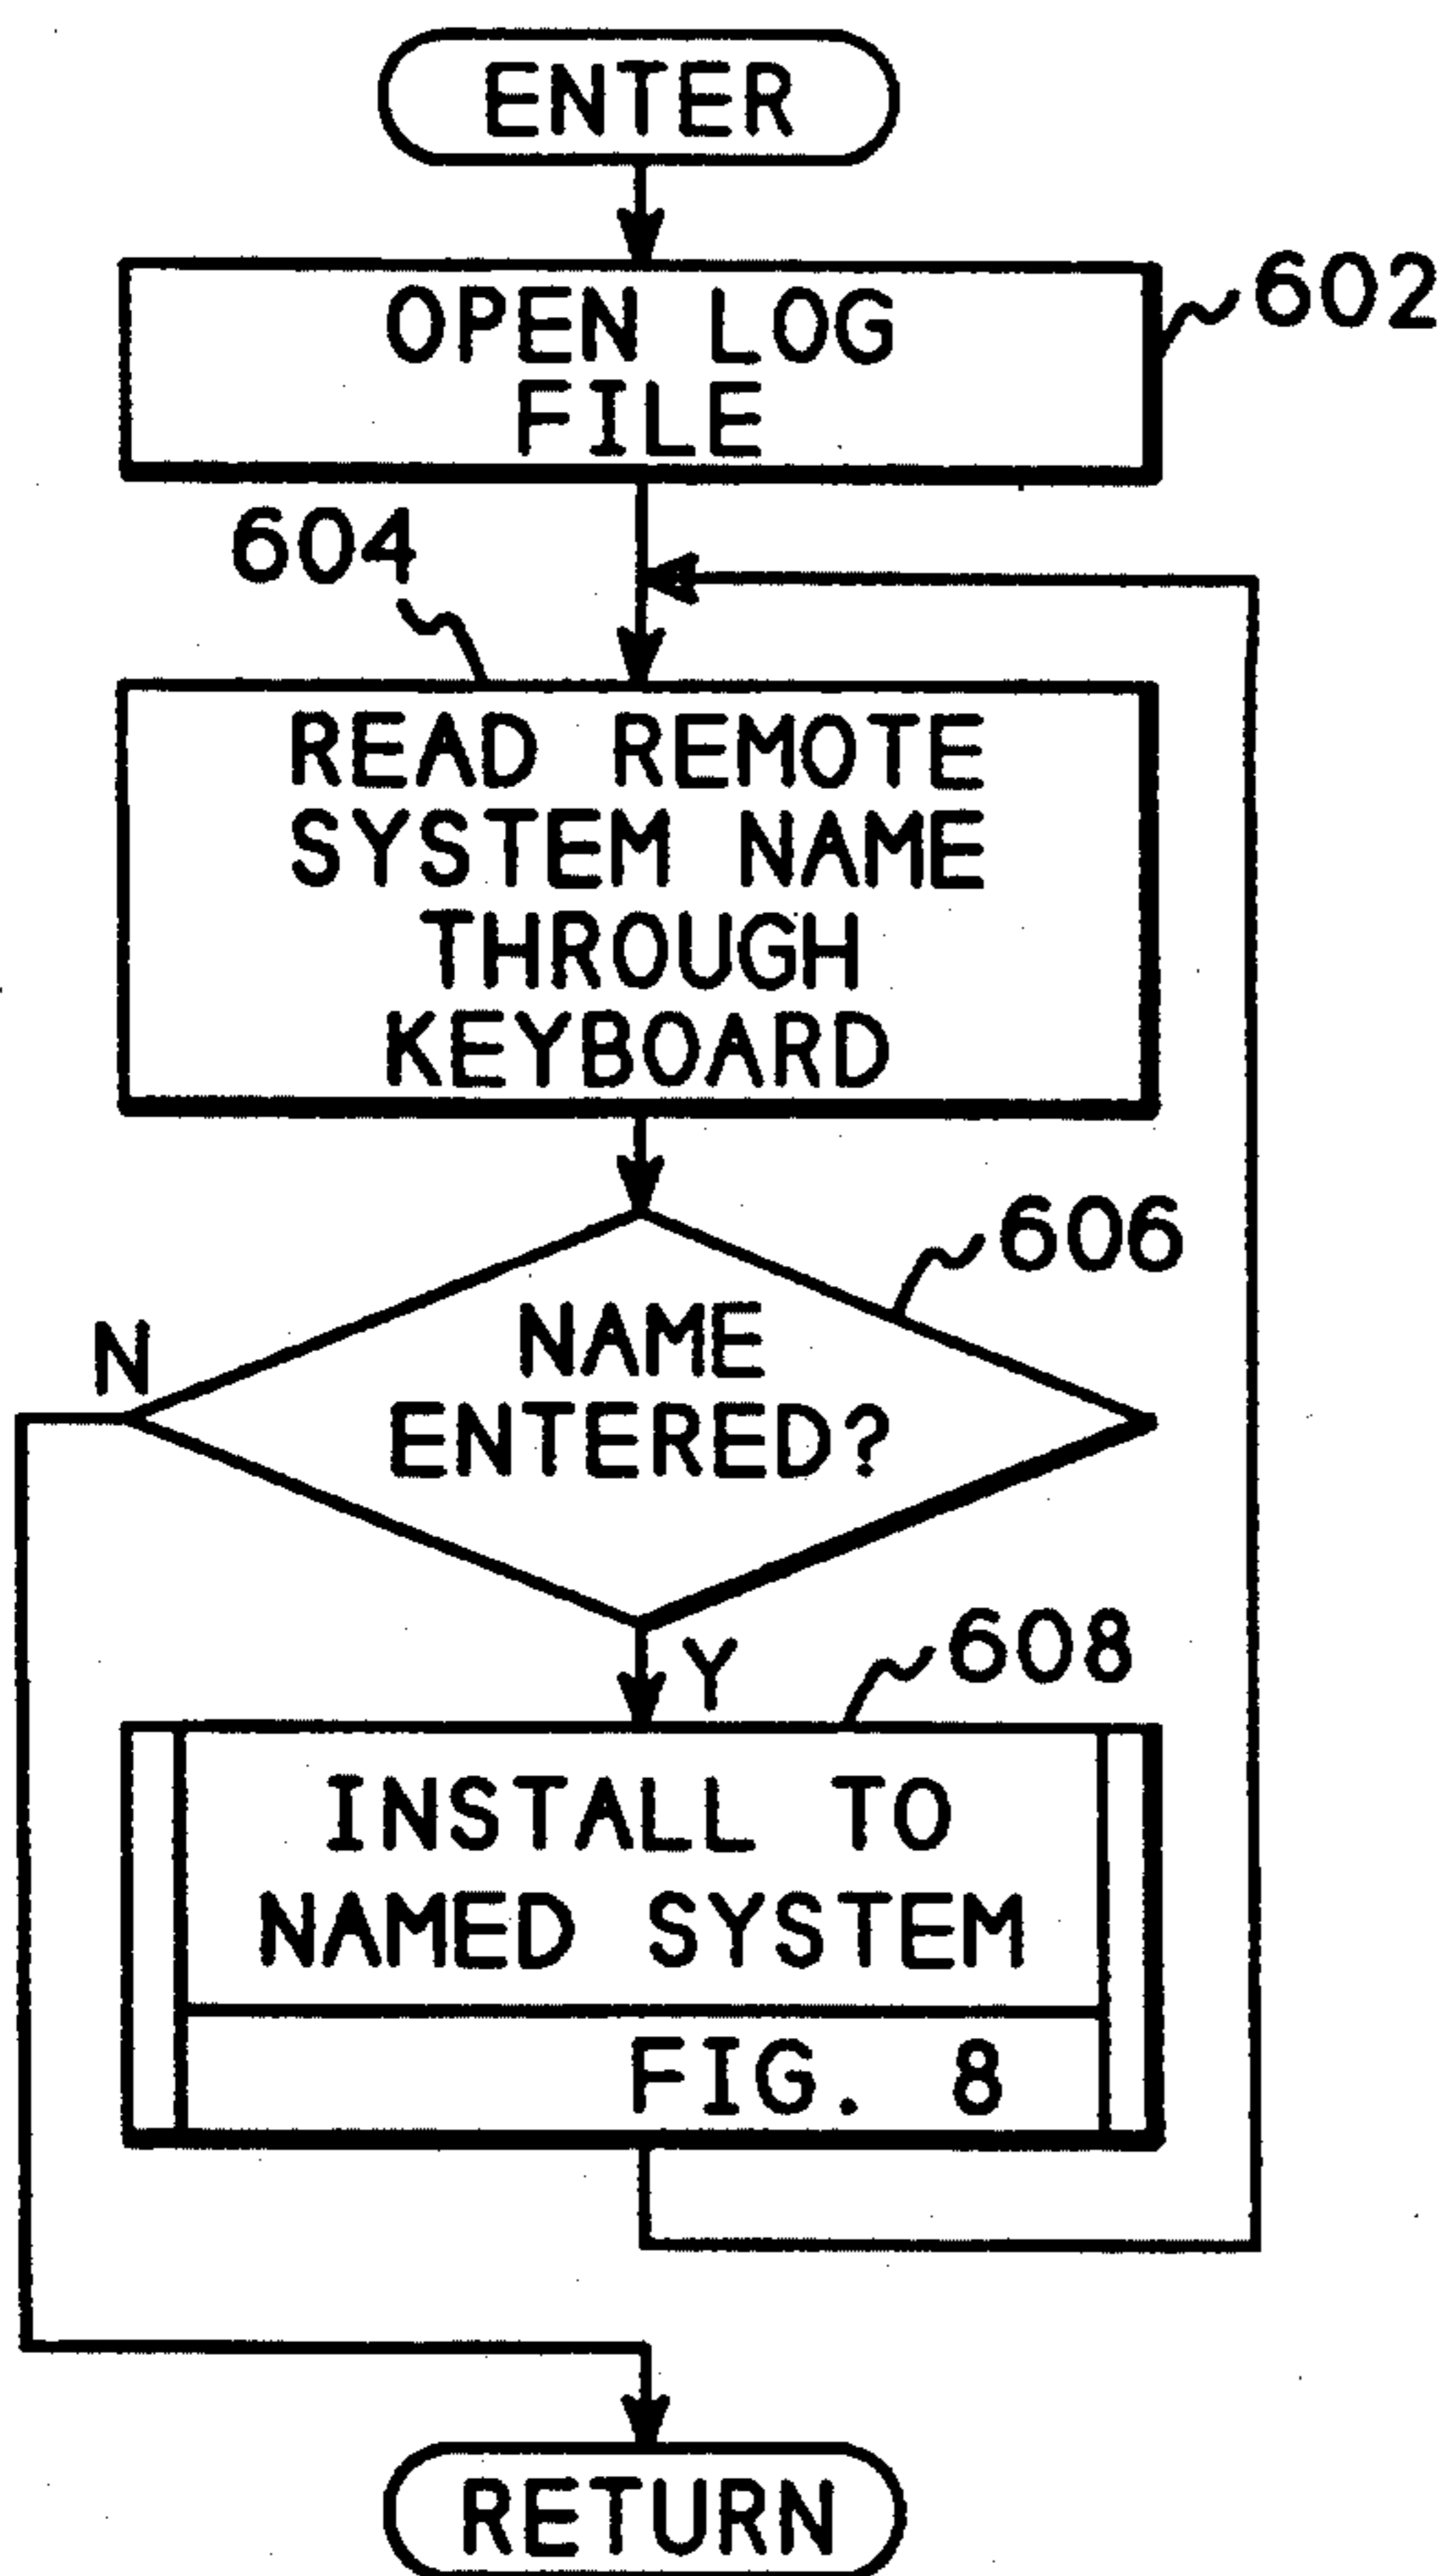 ENTER
OPEN LOG
FILE
602
604
READ REMOTE
SYSTEM NAME
THROUGH
KEYBOARD
606
NAME
ENTERED?
N
Y
608
INSTALL TO
NAMED SYSTEM
FIG. 8
RETURN